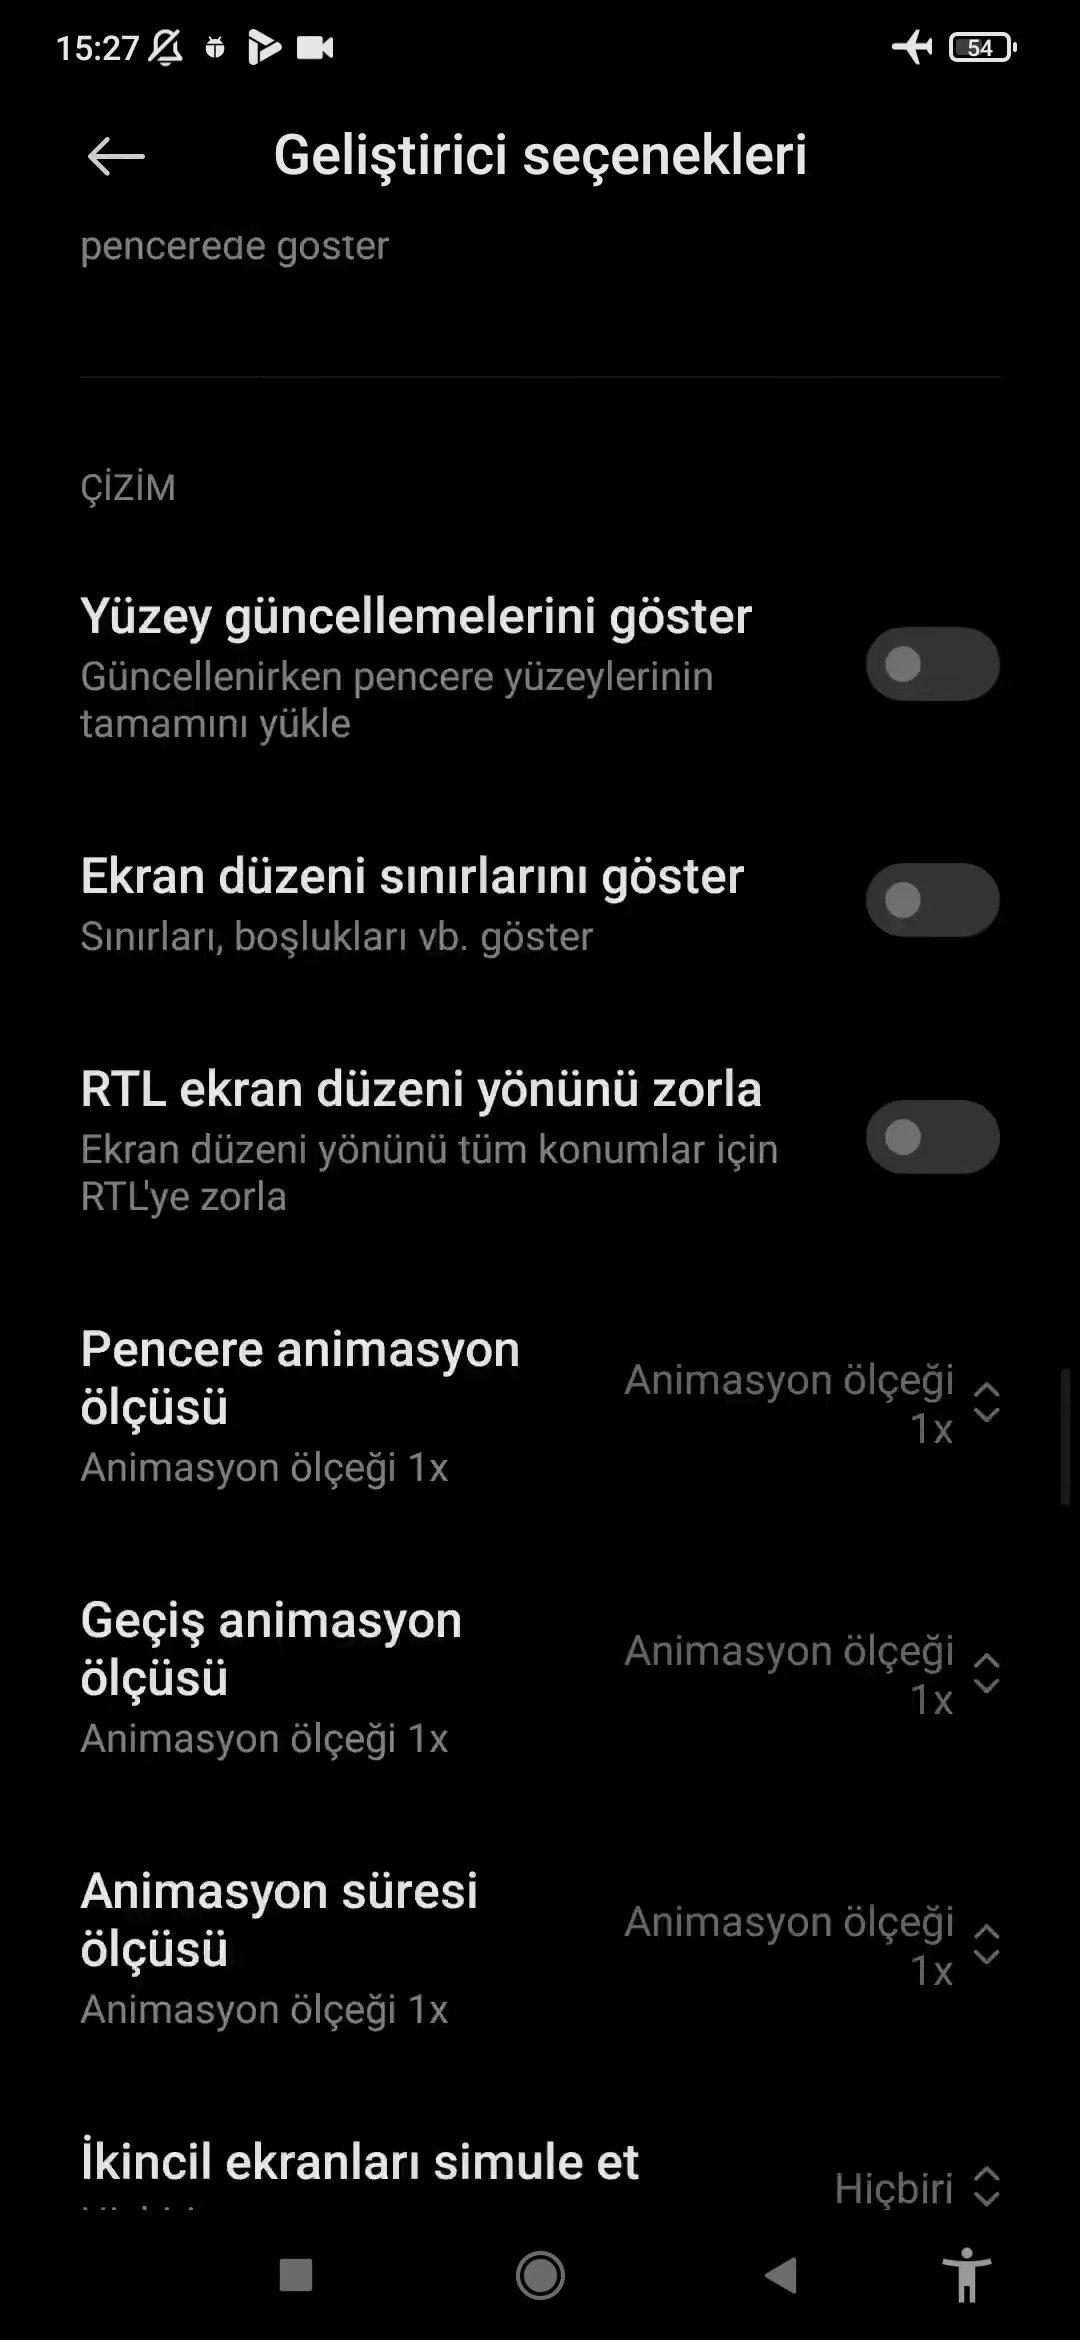 15:27
54
Geliştirici seçenekleri
pencerede göster
ÇİZİM
Yüzey güncellemelerini göster
Güncellenirken pencere yüzeylerinin
tamamını yükle
Ekran düzeni sınırlarını göster
Sınırları, boşlukları vb. göster
RTL ekran düzeni yönünü zorla
Ekran düzeni yönünü tüm konumlar için
RTL'ye zorla
Pencere animasyon
ölçüsü
Animasyon ölçeği 1x
Animasyon ölçeği
1x
Geçiş animasyon
ölçüsü
Animasyon ölçeği 1x
Animasyon ölçeği
1x
Animasyon süresi
ölçüsü
Animasyon ölçeği 1x
Animasyon ölçeği
1x
İkincil ekranları simule et
Hiçbiri